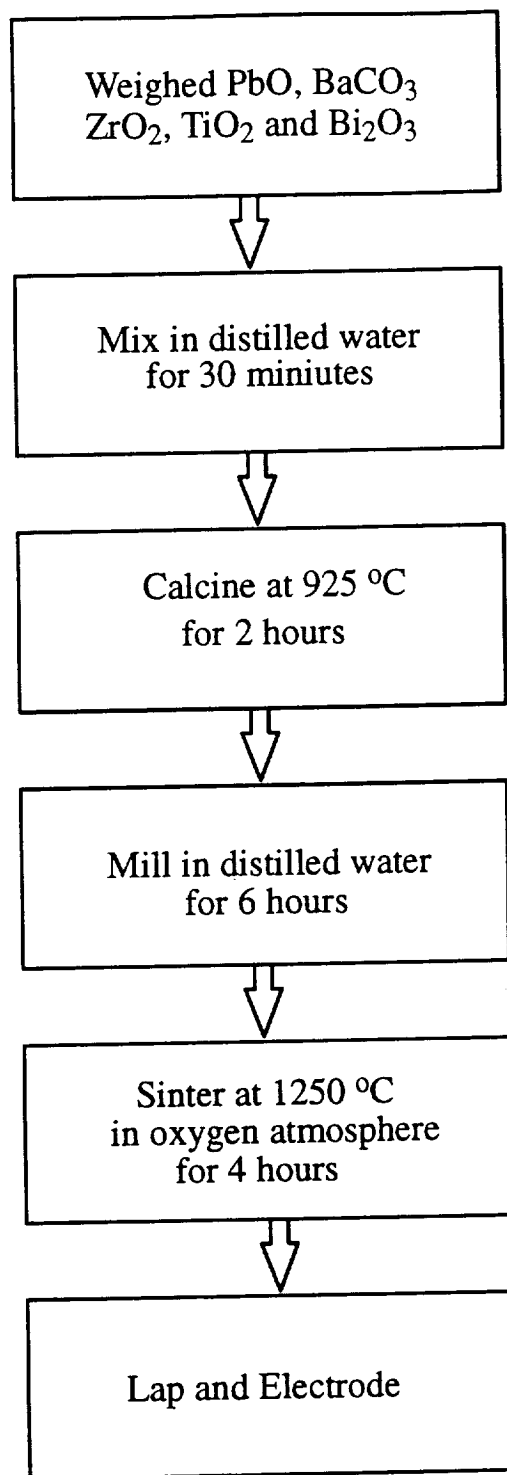 Weighed PbO, BaCO₃
ZrO₂, TiO₂ and Bi₂O₃
Mix in distilled water
for 30 miniutes
Calcine at 925 °C
for 2 hours
Mill in distilled water
for 6 hours
Sinter at 1250 °C
in oxygen atmosphere
for 4 hours
Lap and Electrode